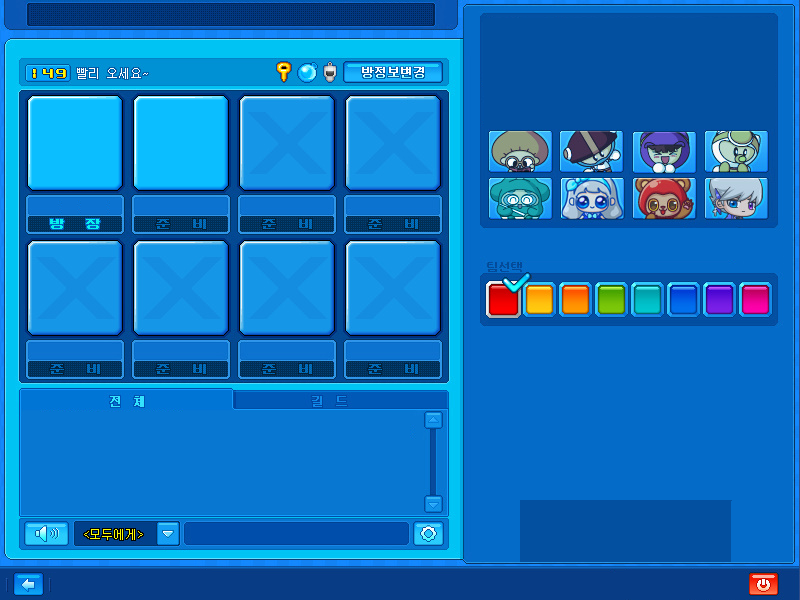 149 빨리 오세요~ 방정보변경
방 장 준 비 준 비 준 비
팀선택
준 비 준 비 준 비 준 비
전 체 길 드
<모두에게>